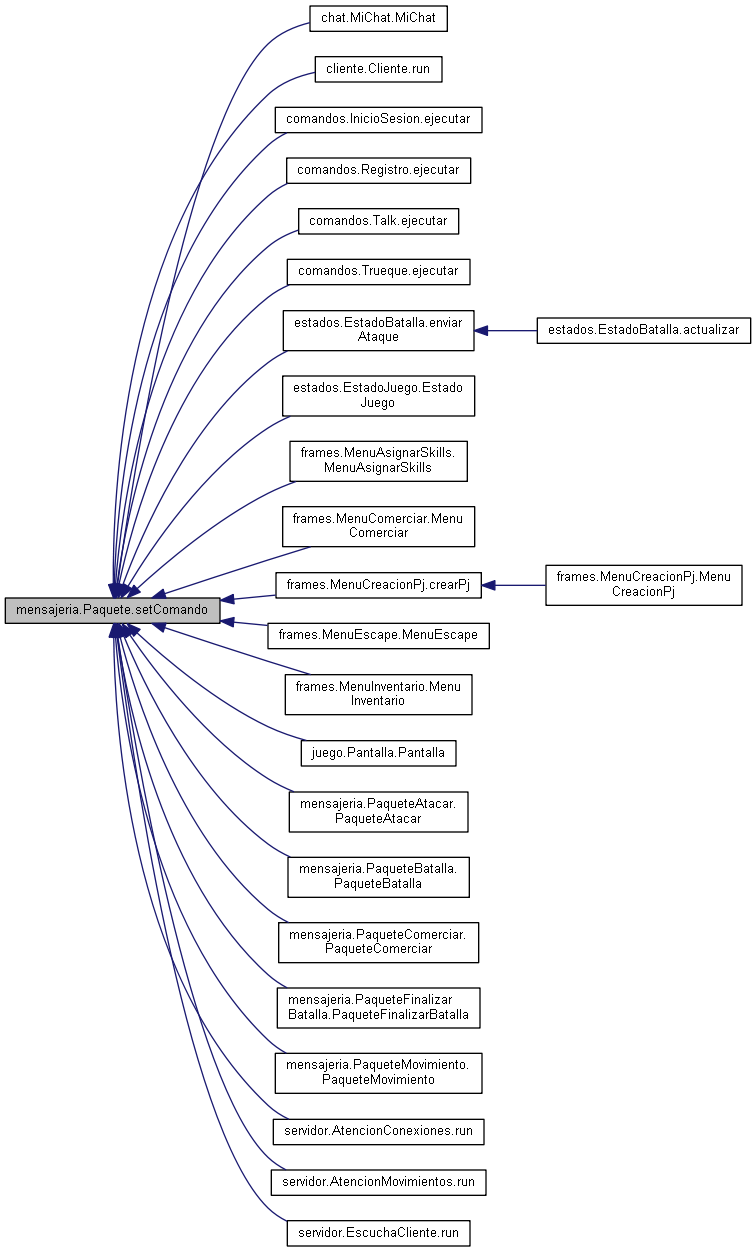 chat.MiChat.MiChat
cliente.Cliente.run
comandos.InicioSesion.ejecutar
comandos.Registro.ejecutar
comandos.Talk.ejecutar
comandos.Trueque.ejecutar
estados.EstadoBatalla.enviar
Ataque
estados.EstadoBatalla.actualizar
estados.EstadoJuego.Estado
Juego
frames.MenuAsignarSkills.
MenuAsignarSkills
frames.MenuComerciar.Menu
Comerciar
frames.MenuCreacionPj.crearPj
frames.MenuCreacionPj.Menu
CreacionPj
mensajeria.Paquete.setComando
frames.MenuEscape.MenuEscape
frames.MenuInventario.Menu
Inventario
juego.Pantalla.Pantalla
mensajeria.PaqueteAtacar.
PaqueteAtacar
mensajeria.PaqueteBatalla.
PaqueteBatalla
mensajeria.PaqueteComerciar.
PaqueteComerciar
mensajeria.PaqueteFinalizar
Batalla.PaqueteFinalizarBatalla
mensajeria.PaqueteMovimiento.
PaqueteMovimiento
servidor.AtencionConexiones.run
servidor.AtencionMovimientos.run
servidor.EscuchaCliente.run